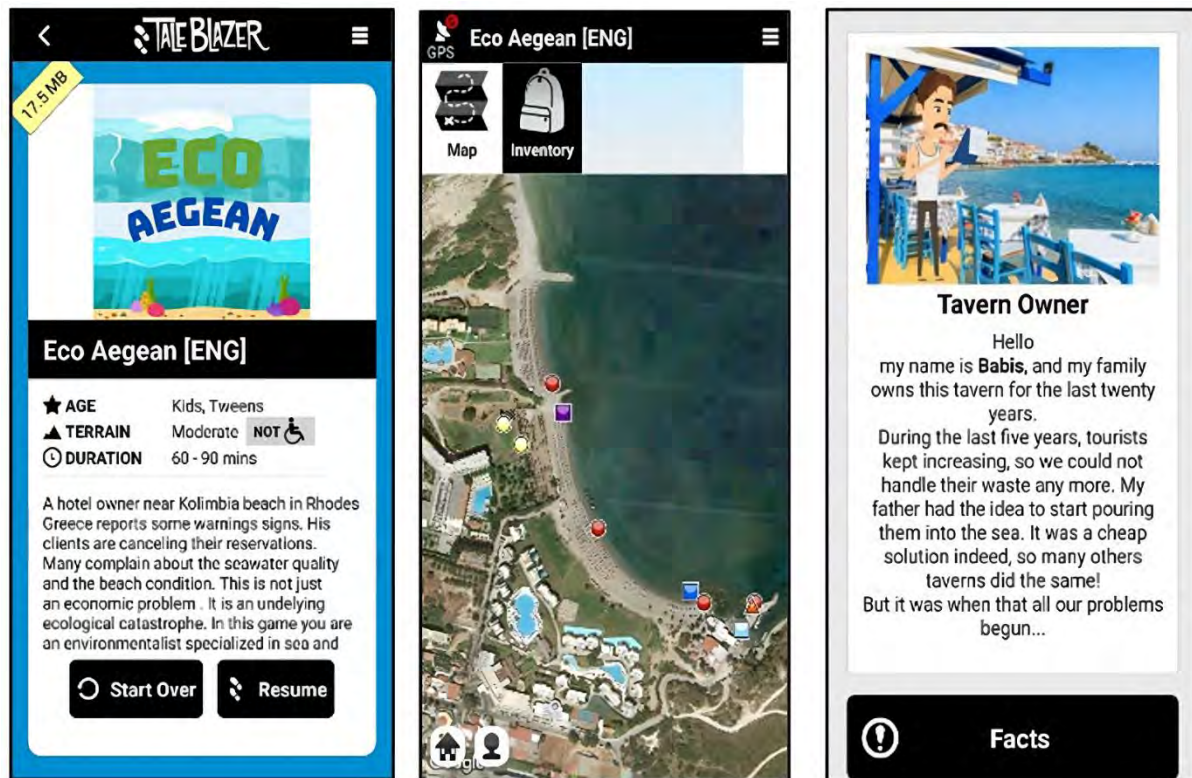 TALEBLAZER
17.5 MB
ECO
AEGEAN
Eco Aegean [ENG]
AGE Kids, Tweens
TERRAIN Moderate NOT
DURATION 60 - 90 mins
A hotel owner near Kolimbia beach in Rhodes
Greece reports some warnings signs. His
clients are canceling their reservations.
Many complain about the seawater quality
and the beach condition. This is not just
an economic problem . It is an undelying
ecological catastrophe. In this game you are
an environmentalist specialized in sea and
Start Over
Resume
GPS
Eco Aegean [ENG]
Map
Inventory
Google
Tavern Owner
Hello
my name is Babis, and my family
owns this tavern for the last twenty
years.
During the last five years, tourists
kept increasing, so we could not
handle their waste any more. My
father had the idea to start pouring
them into the sea. It was a cheap
solution indeed, so many others
taverns did the same!
But it was when that all our problems
begun...
Facts